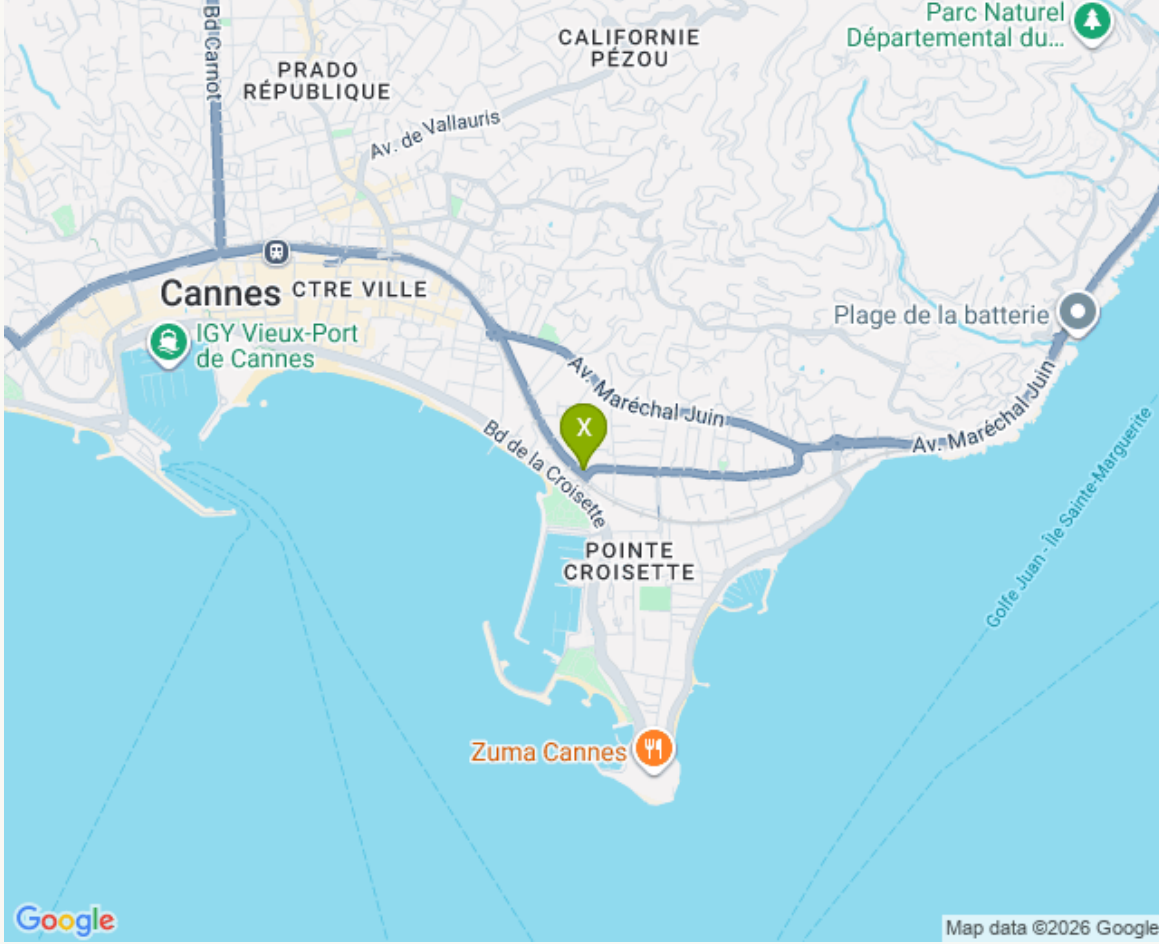 Parc Naturel
Départemental du...
CALIFORNIE
PÉZOU
Bd Carnot
PRADO
RÉPUBLIQUE
Av. de Vallauris
Cannes
CTRE VILLE
Plage de la batterie
IGY Vieux-Port
de Cannes
Av. Maréchal Juin
Av. Maréchal Juin
X
Bd de la Croisette
Golfe Juan - Île Sainte-Marguerite
POINTE
CROISETTE
Zuma Cannes
Google
Map data ©2026 Google